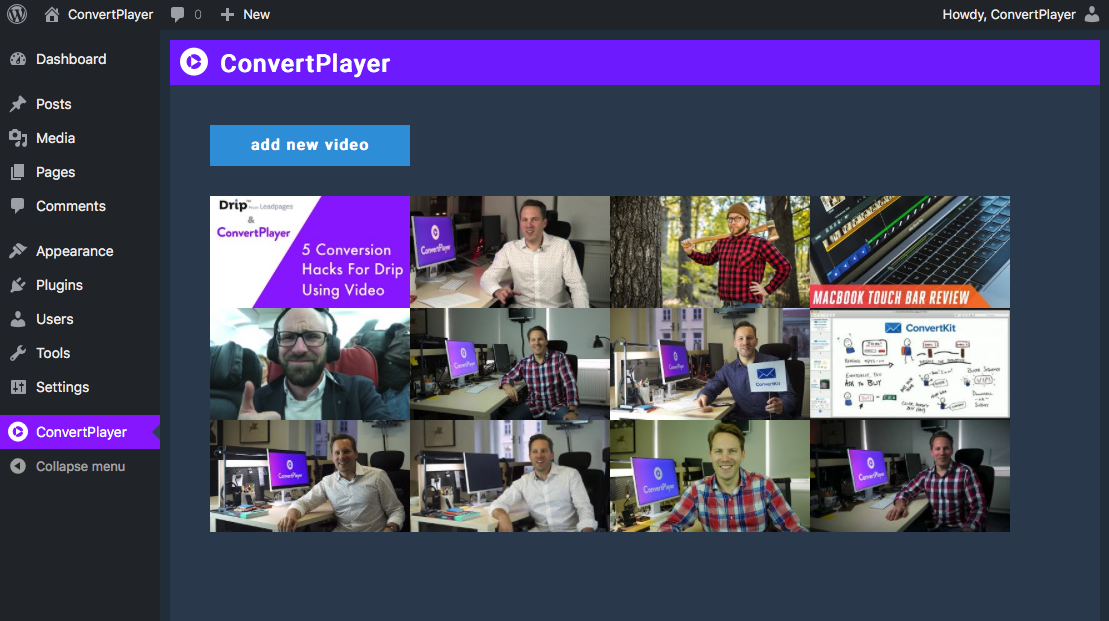 ConvertPlayer 0 New Howdy, ConvertPlayer
Dashboard
Posts
Media
Pages
Comments
Appearance
Plugins
Users
Tools
Settings
ConvertPlayer
Collapse menu
ConvertPlayer
add new video
Drip™ from Leadpages
&
ConvertPlayer
5 Conversion
Hacks For Drip
Using Video
ConvertPlayer
MACBOOK TOUCH BAR REVIEW
ConvertPlayer
ConvertPlayer
ConvertKit
ConvertKit
ASK TO BUY
ConvertPlayer
ConvertPlayer
ConvertPlayer